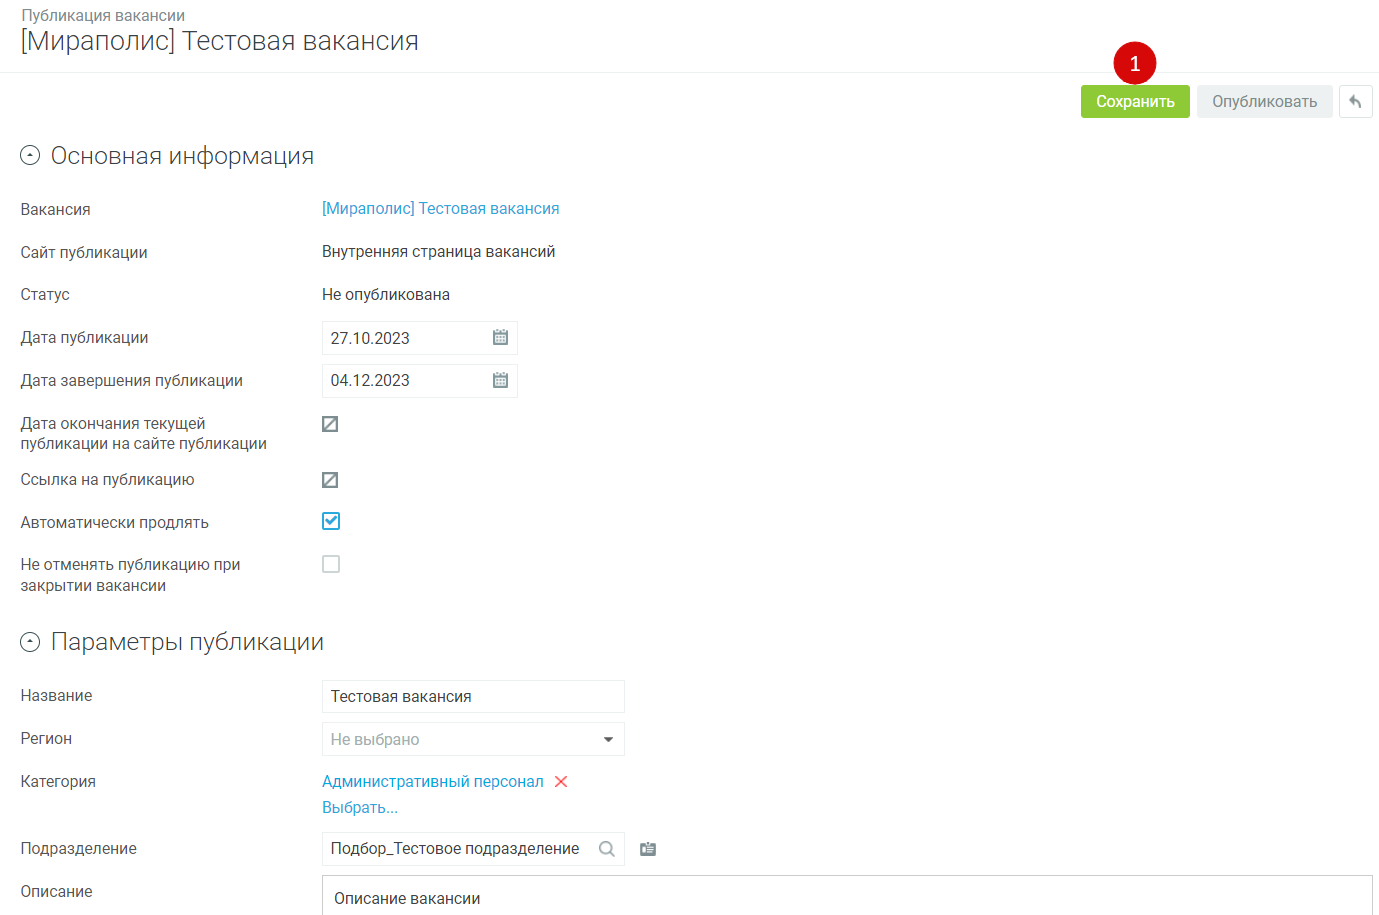 Публикация вакансии
[Мираполис] Тестовая вакансия
1
Сохранить Опубликовать
Основная информация
Вакансия [Мираполис] Тестовая вакансия
Сайт публикации Внутренняя страница вакансий
Статус Не опубликована
Дата публикации 27.10.2023
Дата завершения публикации 04.12.2023
Дата окончания текущей
публикации на сайте публикации
Ссылка на публикацию
Автоматически продлять
Не отменять публикацию при
закрытии вакансии
Параметры публикации
Название Тестовая вакансия
Регион Не выбрано
Категория Административный персонал
Выбрать...
Подразделение Подбор_Тестовое подразделение
Описание Описание вакансии